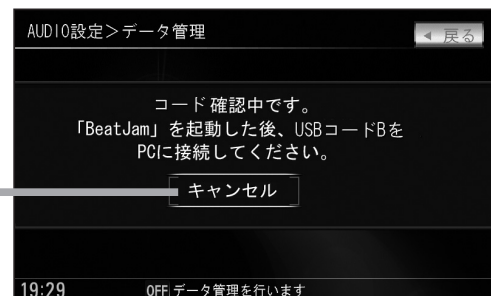 AUDIO設定＞データ管理
◀ 戻る
コード確認中です。
「BeatJam」を起動した後、USBコードBを
PCに接続してください。
キャンセル
19:29 OFF データ管理を行います